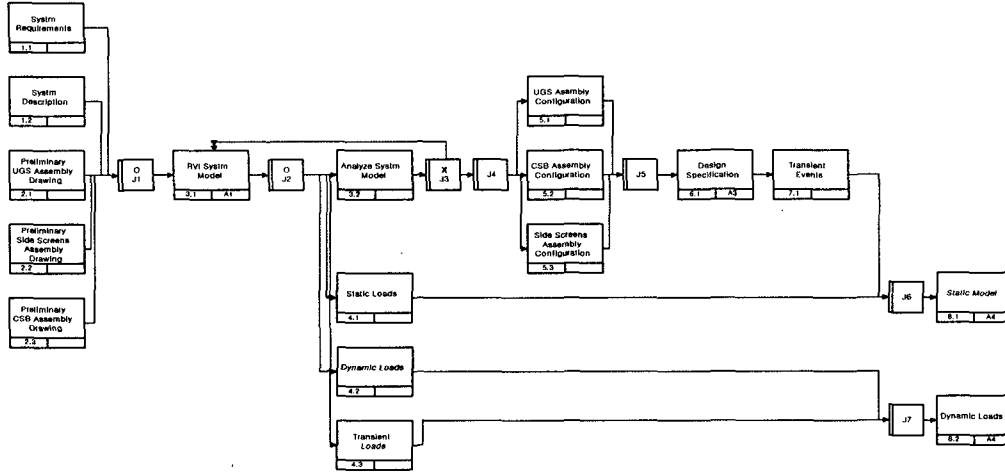 Systm
Requirements
1.1
Systm
Description
1.2
Preliminary
UGS Assembly
Drawing
2.1
Preliminary
Side Screens
Assembly
Drawing
2.2
Preliminary
CSB Assembly
Drawing
2.3
O
J1
RVI Systm
Model
3.1 A1
O
J2
Analyze Systm
Model
3.2
X
J3
J4
UGS Asembly
Configuration
5.1
CSB Assembly
Configuration
5.2
Side Screens
Assembly
Configuration
5.3
J5
Design
Specification
6.1 A3
Transient
Events
7.1
Static Loads
4.1
Dynamic Loads
4.2
Transient
Loads
4.3
J6
Static Model
8.1 A4
J7
Dynamic Loads
8.2 A4